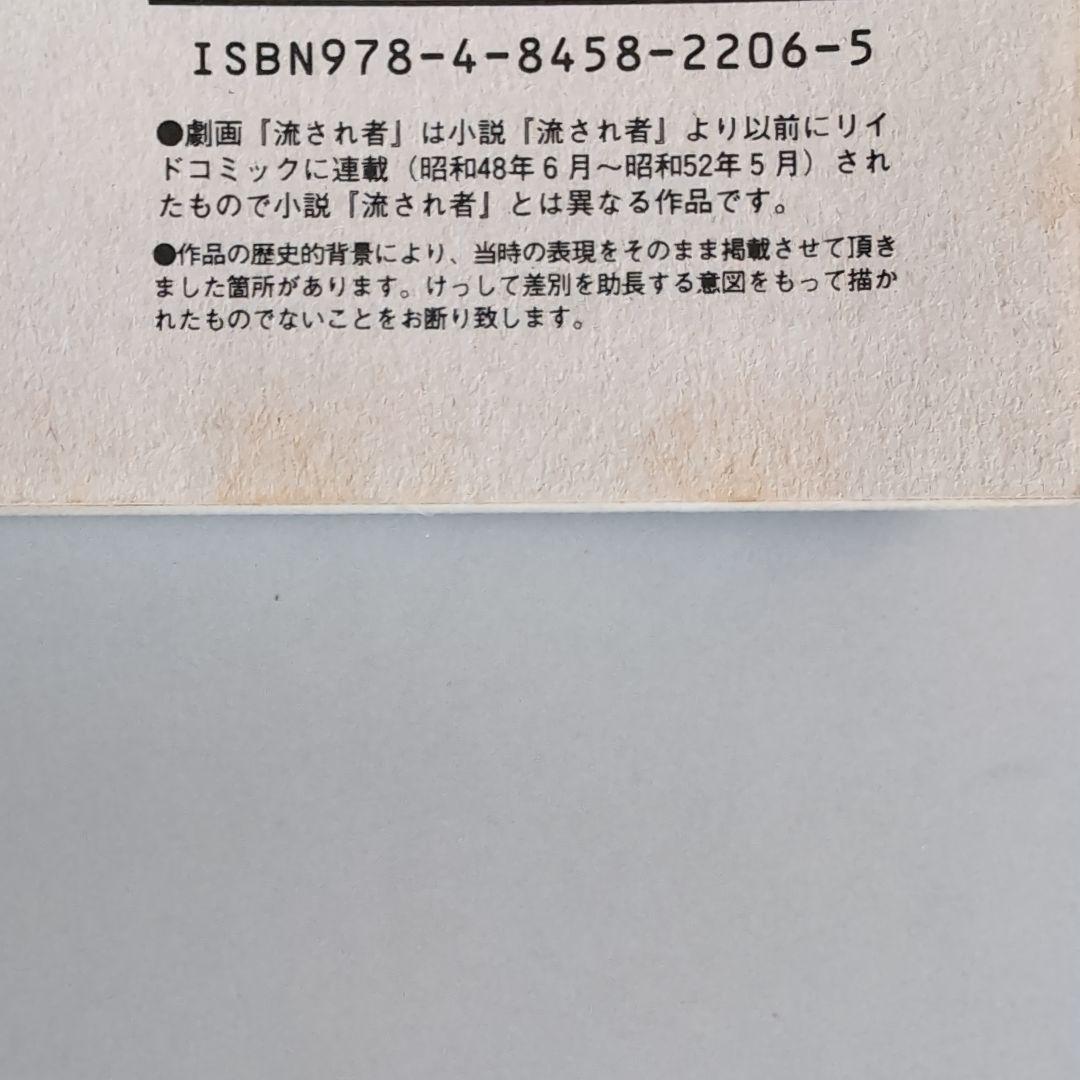 ISBN978-4-8458-2206-5
●劇画『流され者』は小説『流され者』より以前にリイ
ドコミックに連載（昭和48年6月～昭和52年5月）され
たもので小説『流され者』とは異なる作品です。
●作品の歴史的背景により、当時の表現をそのまま掲載させて頂き
ました箇所があります。けっして差別を助長する意図をもって描か
れたものでないことをお断り致します。